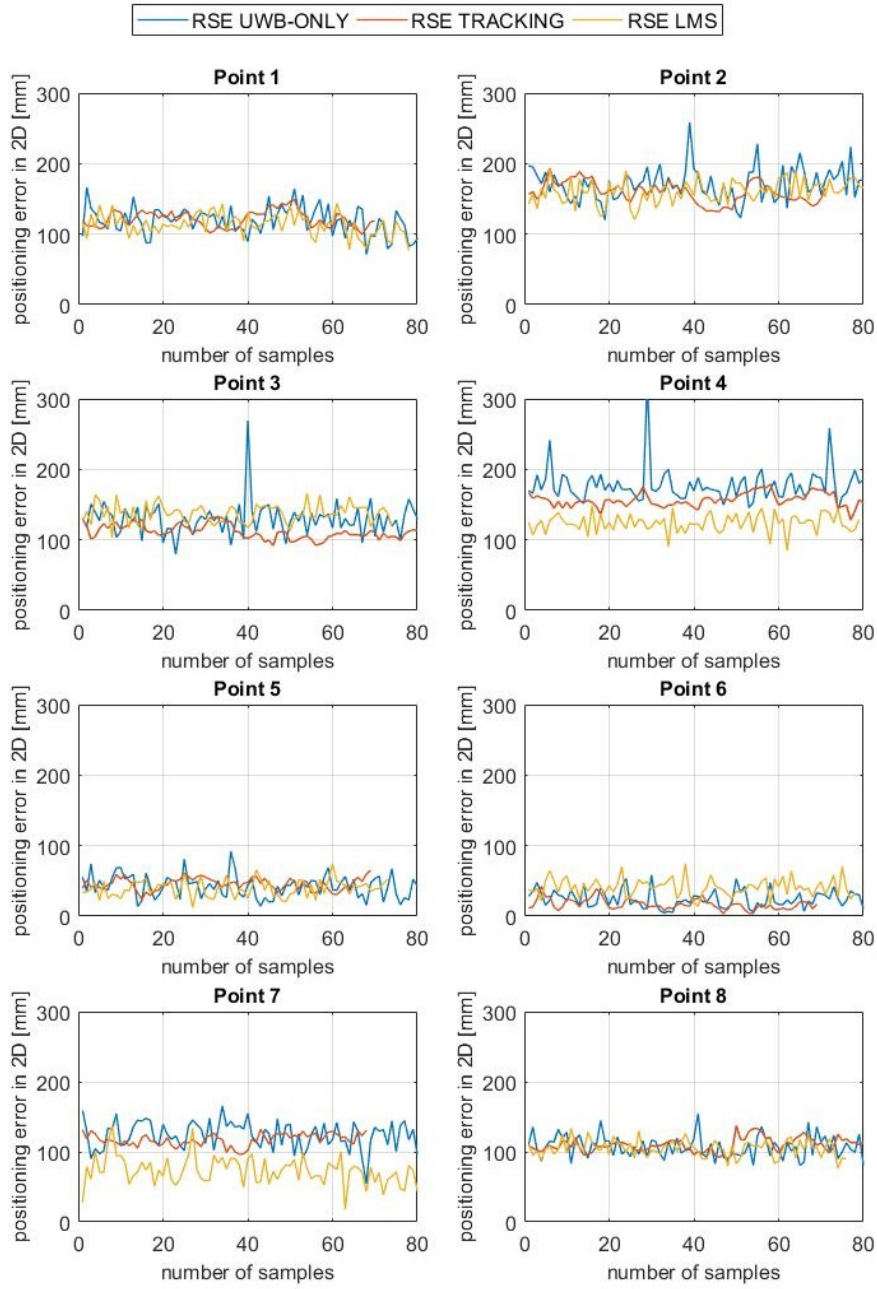 RSE UWB-ONLY RSE TRACKING RSE LMS
Point 1
positioning error in 2D [mm]
300
200
100
0
0 20 40 60 80
number of samples
Point 2
positioning error in 2D [mm]
300
200
100
0
0 20 40 60 80
number of samples
Point 3
positioning error in 2D [mm]
300
200
100
0
0 20 40 60 80
number of samples
Point 4
positioning error in 2D [mm]
300
200
100
0
0 20 40 60 80
number of samples
Point 5
positioning error in 2D [mm]
300
200
100
0
0 20 40 60 80
number of samples
Point 6
positioning error in 2D [mm]
300
200
100
0
0 20 40 60 80
number of samples
Point 7
positioning error in 2D [mm]
300
200
100
0
0 20 40 60 80
number of samples
Point 8
positioning error in 2D [mm]
300
200
100
0
0 20 40 60 80
number of samples